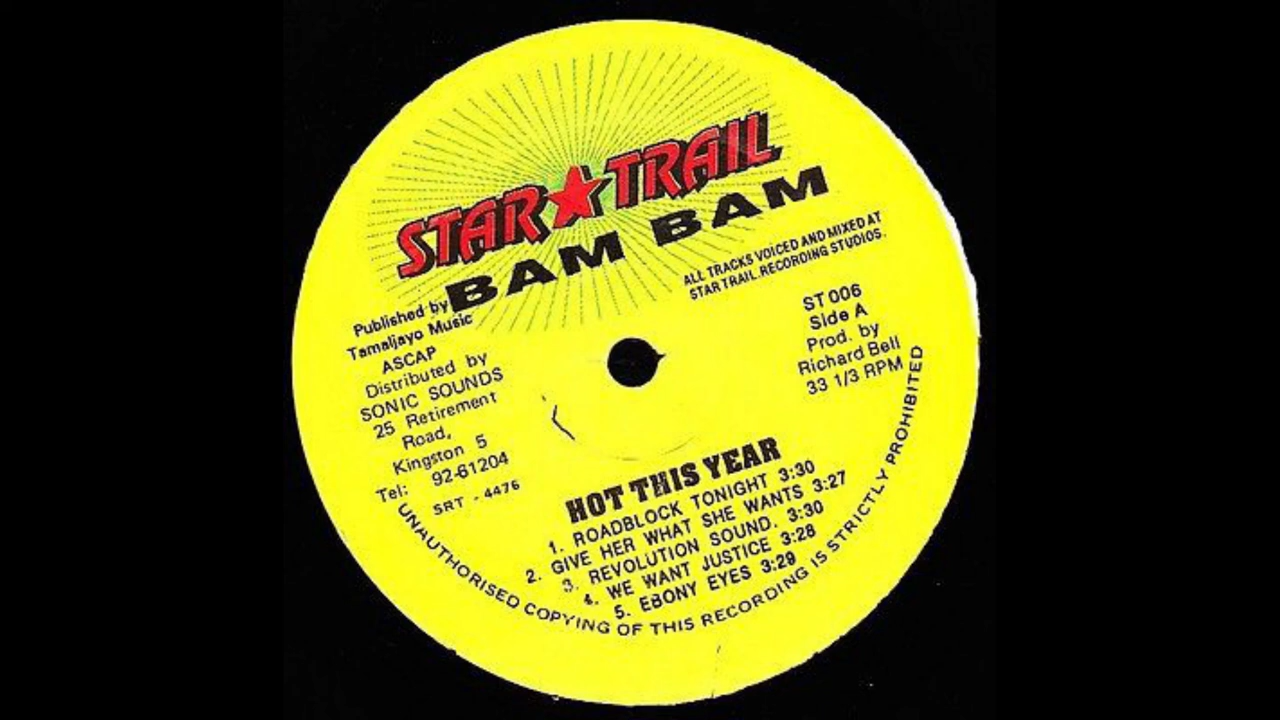 STAR TRAIL
BAM BAM
ALL TRACKS VOICED AND MIXED AT
STAR TRAIL.RECORDING STUDIOS.
Published by
Tamaljayo Music
ASCAP
Distributed by
SONIC SOUNDS
25 Retirement
Road,
Kingston 5
Tel: 92-61204
SRT - 4476
ST 006
Side A
Prod. by
Richard Bell
33 1/3 RPM
HOT THIS YEAR
1. ROADBLOCK TONIGHT 3:30
2. GIVE HER WHAT SHE WANTS 3:27
3. REVOLUTION SOUND. 3:30
4. WE WANT JUSTICE 3:28
5. EBONY EYES 3:29
UNAUTHORISED COPYING OF THIS RECORDING IS STRICTLY PROHIBITED